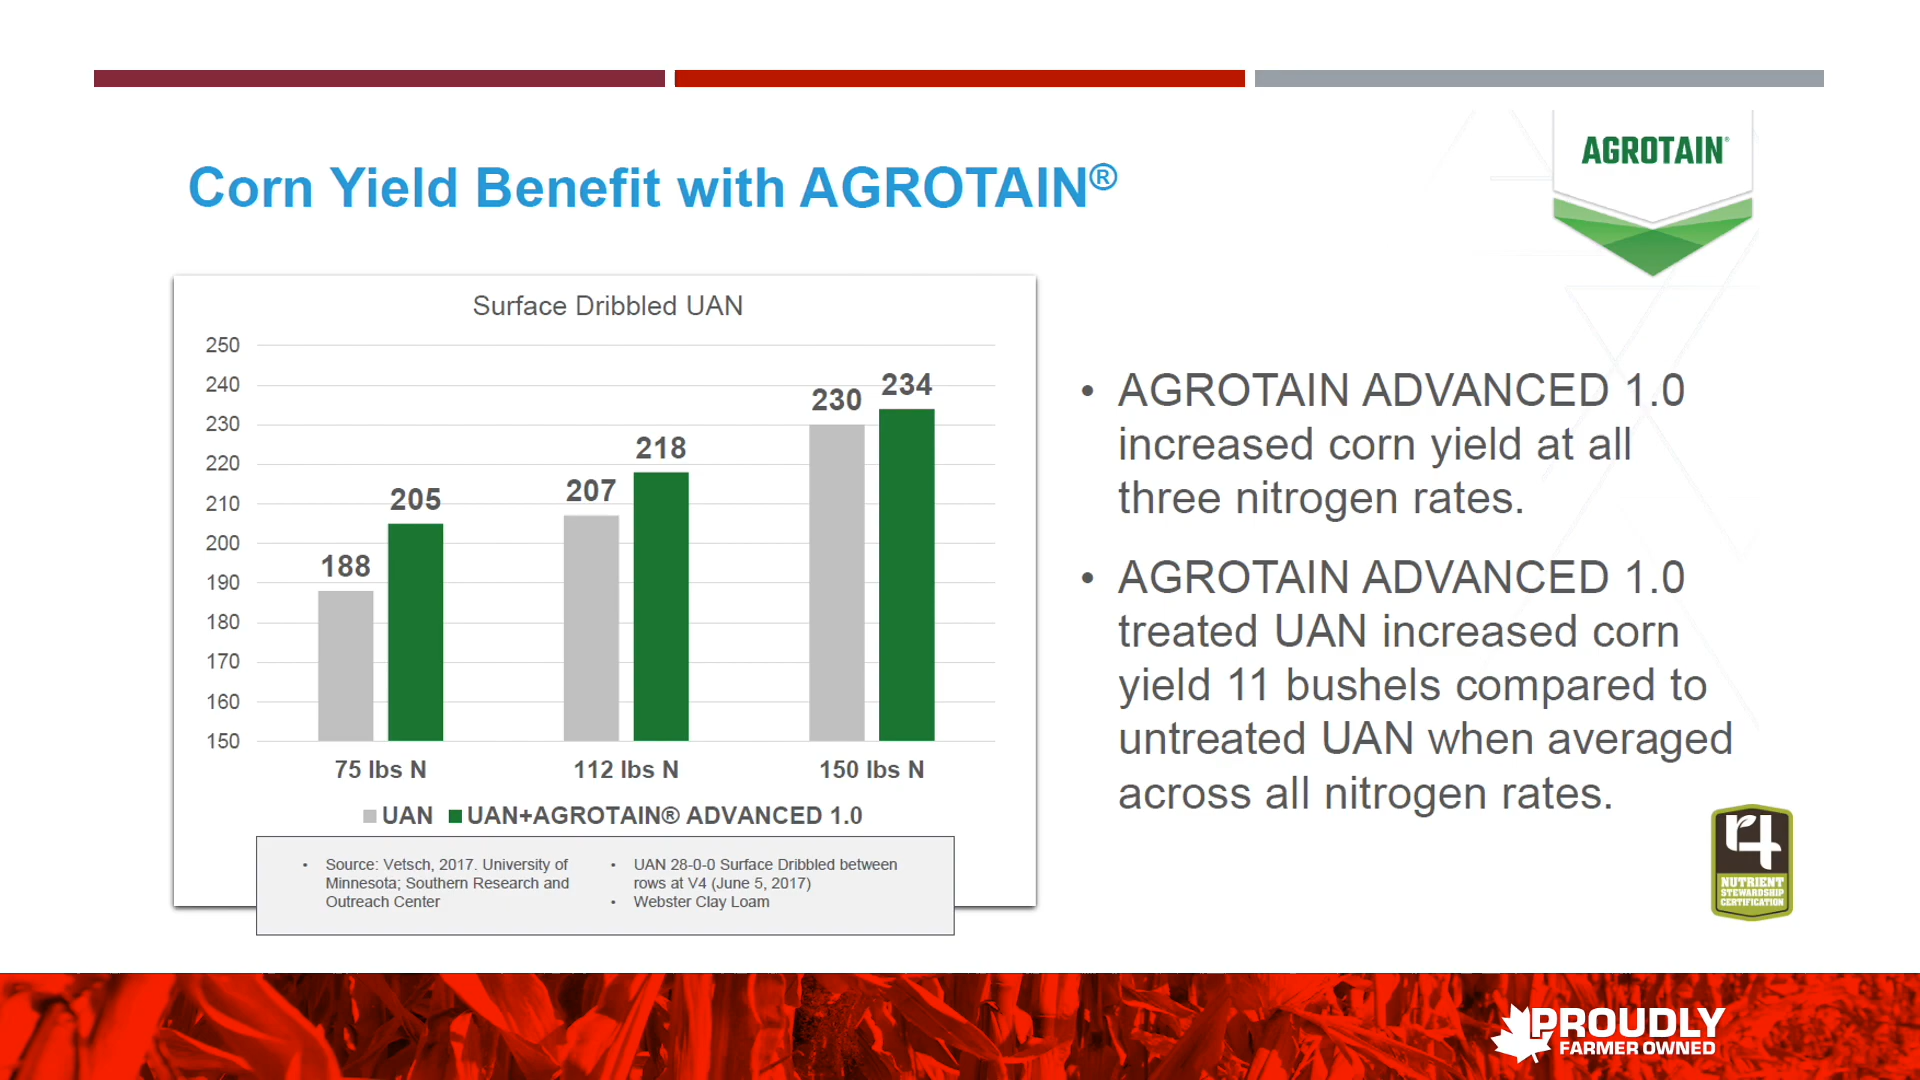 AGROTAIN®
Corn Yield Benefit with AGROTAIN®
Surface Dribbled UAN
250
240
230
220
210
200
190
180
170
160
150
188
205
207
218
230
234
75 lbs N
112 lbs N
150 lbs N
UAN
UAN+AGROTAIN® ADVANCED 1.0
• Source: Vetsch, 2017. University of
Minnesota; Southern Research and
Outreach Center
• UAN 28-0-0 Surface Dribbled between
rows at V4 (June 5, 2017)
• Webster Clay Loam
• AGROTAIN ADVANCED 1.0
increased corn yield at all
three nitrogen rates.
• AGROTAIN ADVANCED 1.0
treated UAN increased corn
yield 11 bushels compared to
untreated UAN when averaged
across all nitrogen rates.
r4
NUTRIENT
STEWARDSHIP
CERTIFICATION
PROUDLY
FARMER OWNED